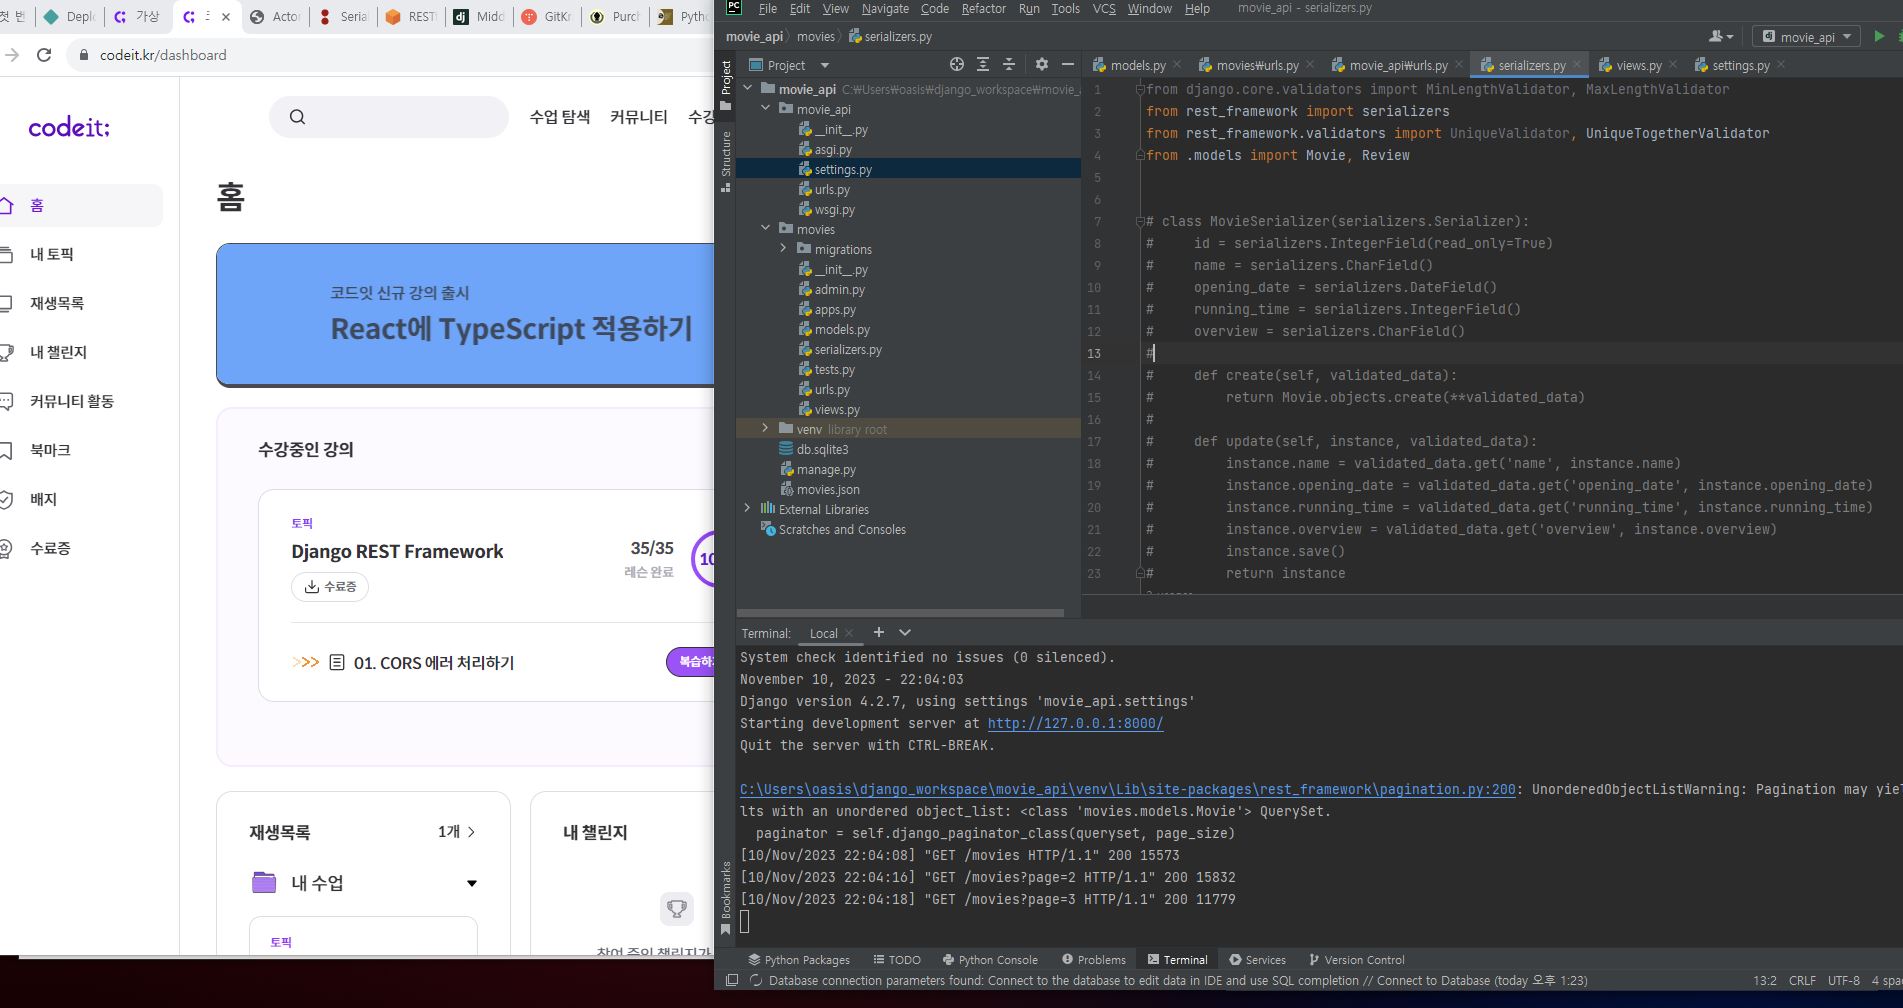 첫 번
Deplo
가상
Actor
Serial
REST
Midd
GitKr
Purch
Pytho
codeit.kr/dashboard
codeit:
수업 탐색 커뮤니티 수강
홈
내 토픽
재생목록
내 챌린지
커뮤니티 활동
북마크
배지
수료증
홈
코드잇 신규 강의 출시
React에 TypeScript 적용하기
수강중인 강의
토픽
Django REST Framework
35/35
레슨 완료
10
수료증
>>> 01. CORS 에러 처리하기
복습하
재생목록
1개 >
내 수업
토픽
내 챌린지
참여 중인 챌린지가
PC File Edit View Navigate Code Refactor Run Tools VCS Window Help movie_api - serializers.py
movie_api movies serializers.py
movie_api
Project
Structure
Bookmarks
Project
movie_api C:₩Users₩oasis₩django_workspace₩movie_
movie_api
__init__.py
asgi.py
settings.py
urls.py
wsgi.py
movies
migrations
__init__.py
admin.py
apps.py
models.py
serializers.py
tests.py
urls.py
views.py
venv library root
db.sqlite3
manage.py
movies.json
External Libraries
Scratches and Consoles
models.py movies₩urls.py movie_api₩urls.py serializers.py views.py settings.py
1 from django.core.validators import MinLengthValidator, MaxLengthValidator
2 from rest_framework import serializers
3 from rest_framework.validators import UniqueValidator, UniqueTogetherValidator
4 from .models import Movie, Review
5
6
7 # class MovieSerializer(serializers.Serializer):
8 #     id = serializers.IntegerField(read_only=True)
9 #     name = serializers.CharField()
10 #     opening_date = serializers.DateField()
11 #     running_time = serializers.IntegerField()
12 #     overview = serializers.CharField()
13 #
14 #     def create(self, validated_data):
15 #         return Movie.objects.create(**validated_data)
16 #
17 #     def update(self, instance, validated_data):
18 #         instance.name = validated_data.get('name', instance.name)
19 #         instance.opening_date = validated_data.get('opening_date', instance.opening_date)
20 #         instance.running_time = validated_data.get('running_time', instance.running_time)
21 #         instance.overview = validated_data.get('overview', instance.overview)
22 #         instance.save()
23 #         return instance
Terminal: Local
System check identified no issues (0 silenced).
November 10, 2023 - 22:04:03
Django version 4.2.7, using settings 'movie_api.settings'
Starting development server at http://127.0.0.1:8000/
Quit the server with CTRL-BREAK.
C:\Users\oasis\django_workspace\movie_api\venv\Lib\site-packages\rest_framework\pagination.py:200: UnorderedObjectListWarning: Pagination may yiel
lts with an unordered object_list: <class 'movies.models.Movie'> QuerySet.
paginator = self.django_paginator_class(queryset, page_size)
[10/Nov/2023 22:04:08] "GET /movies HTTP/1.1" 200 15573
[10/Nov/2023 22:04:16] "GET /movies?page=2 HTTP/1.1" 200 15832
[10/Nov/2023 22:04:18] "GET /movies?page=3 HTTP/1.1" 200 11779
Python Packages TODO Python Console Problems Terminal Services Version Control
Database connection parameters found: Connect to the database to edit data in IDE and use SQL completion // Connect to Database (today 오후 1:23)
13:2 CRLF UTF-8 4 spa